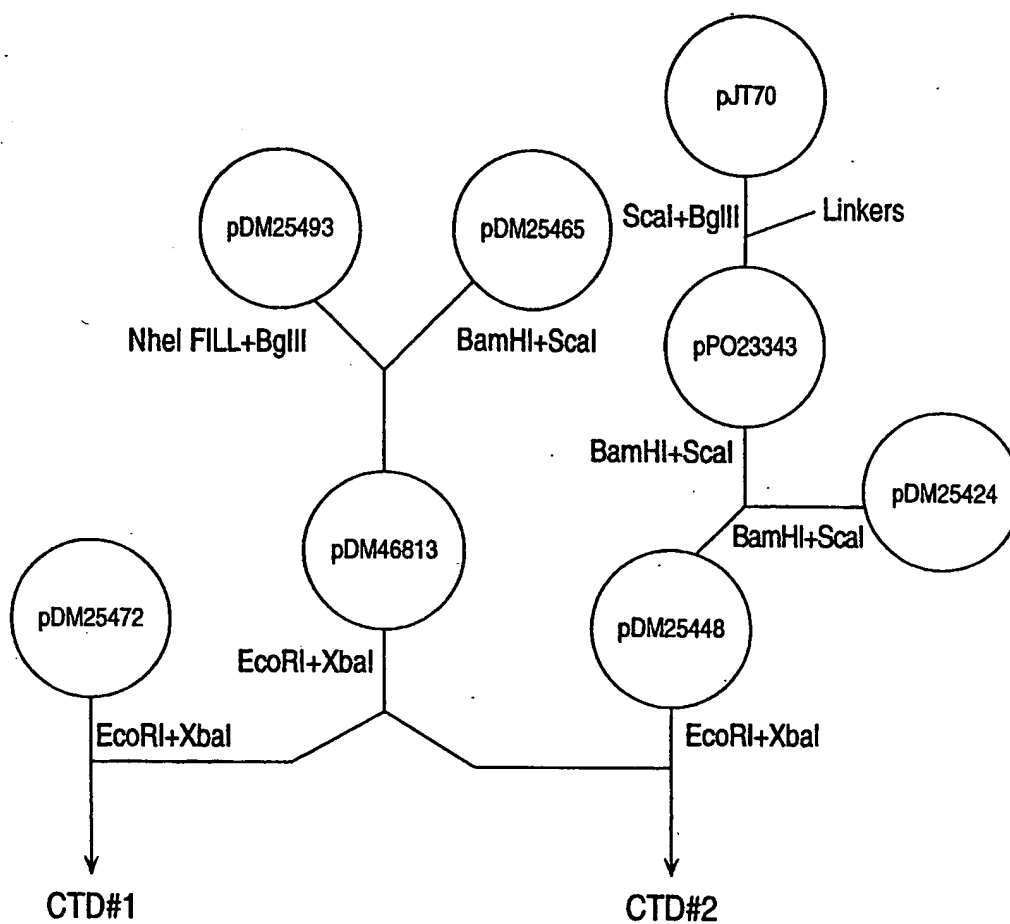 pJT70
ScaI+BglII
Linkers
pDM25493
pDM25465
NheI FILL+BglII
BamHI+ScaI
pPO23343
BamHI+ScaI
pDM25424
BamHI+ScaI
pDM46813
pDM25472
pDM25448
EcoRI+XbaI
EcoRI+XbaI
EcoRI+XbaI
CTD#1
CTD#2